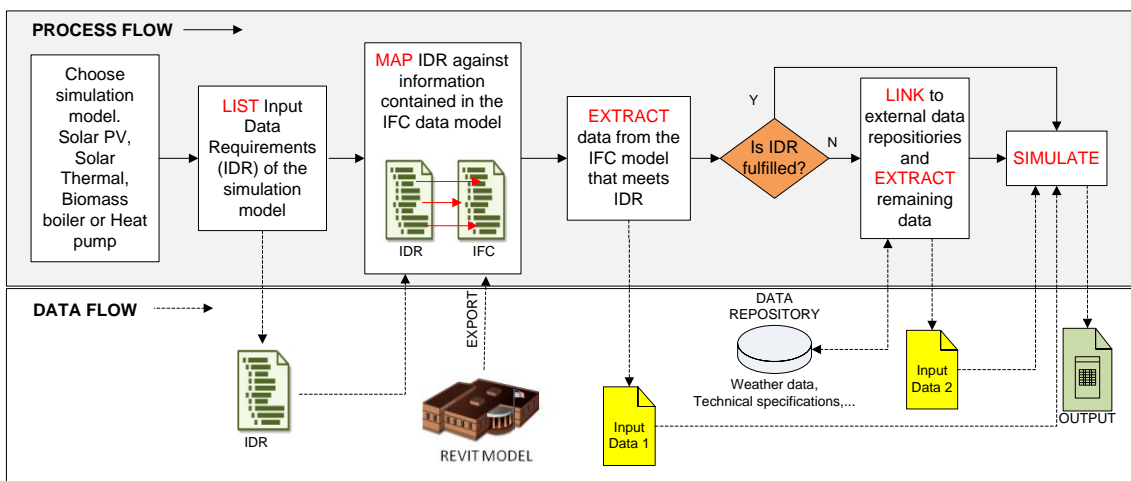 PROCESS FLOW
Choose
simulation
model.
Solar PV,
Solar
Thermal,
Biomass
boiler or Heat
pump
LIST Input
Data
Requirements
(IDR) of the
simulation
model
MAP IDR against
information
contained in the
IFC data model
IDR
IFC
EXTRACT
data from the
IFC model
that meets
IDR
Is IDR
fulfilled?
Y
N
LINK to
external data
repositiories
and
EXTRACT
remaining
data
SIMULATE
DATA FLOW
IDR
EXPORT
REVIT MODEL
Input
Data 1
DATA
REPOSITORY
Weather data,
Technical specifications,...
Input
Data 2
OUTPUT